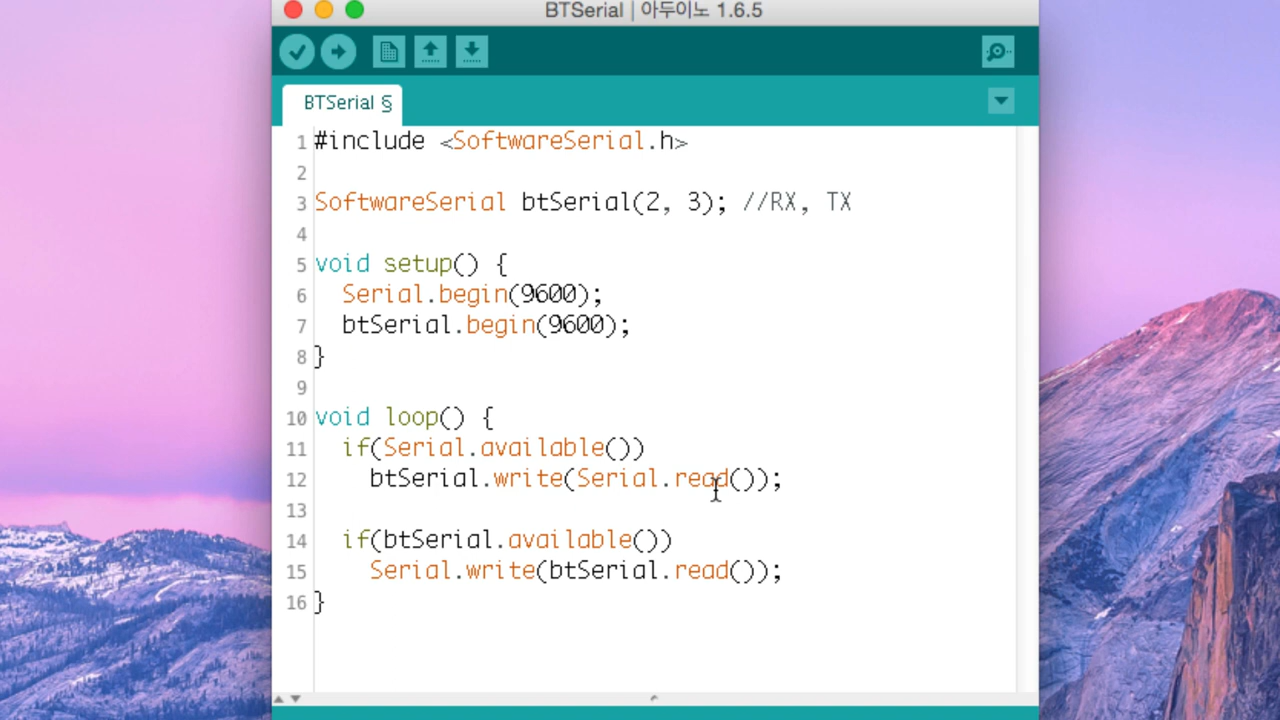 BTSerial | 아두이노 1.6.5
BTSerial §
1 #include <SoftwareSerial.h>
2
3 SoftwareSerial btSerial(2, 3); //RX, TX
4
5 void setup() {
6   Serial.begin(9600);
7   btSerial.begin(9600);
8 }
9
10 void loop() {
11   if(Serial.available())
12     btSerial.write(Serial.read());
13
14   if(btSerial.available())
15     Serial.write(btSerial.read());
16 }